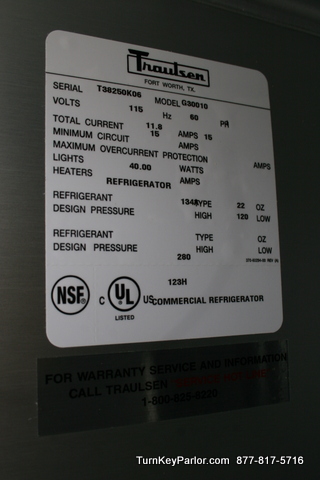 Traulsen
FORT WORTH, TX.
SERIAL T38250K06 MODEL G30010
VOLTS 115 Hz 60 PH
TOTAL CURRENT 11.8
MINIMUM CIRCUIT 15 AMPS 15
MAXIMUM OVERCURRENT PROTECTION AMPS
LIGHTS 40.00 WATTS AMPS
HEATERS AMPS
REFRIGERATOR
REFRIGERANT TYPE 22 OZ
DESIGN PRESSURE HIGH 120 LOW
REFRIGERANT TYPE OZ
DESIGN PRESSURE 280 HIGH LOW
123H
NSF C UL US COMMERCIAL REFRIGERATOR
LISTED
FOR WARRANTY SERVICE AND INFORMATION
CALL TRAULSEN
TurnKeyParlor.com 877-817-5716